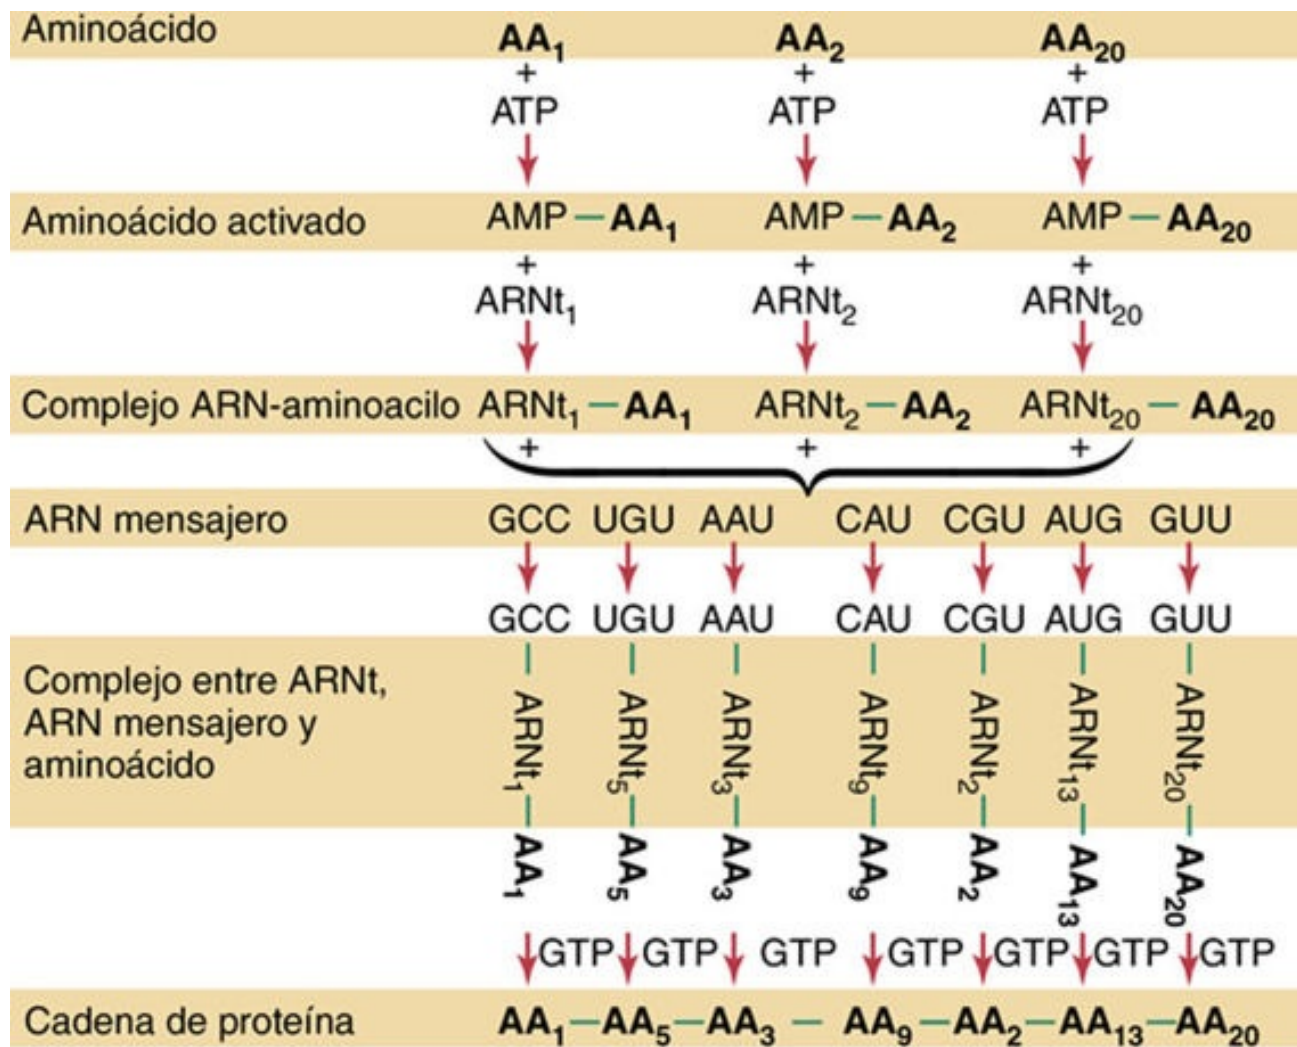 Aminoácido AA1 AA2 AA20
+ + +
ATP ATP ATP
Aminoácido activado AMP — AA1 AMP — AA2 AMP — AA20
+ + +
ARNt1 ARNt2 ARNt20
Complejo ARN-aminoacilo ARNt1 — AA1 ARNt2 — AA2 ARNt20 — AA20
+ + +
ARN mensajero GCC UGU AAU CAU CGU AUG GUU
GCC UGU AAU CAU CGU AUG GUU
Complejo entre ARNt,
ARN mensajero y
aminoácido
ARNt1 — AA1
ARNt5 — AA5
ARNt3 — AA3
ARNt9 — AA9
ARNt2 — AA2
ARNt13 — AA13
ARNt20 — AA20
GTP GTP GTP GTP GTP GTP GTP
Cadena de proteína AA1 — AA5 — AA3 — AA9 — AA2 — AA13 — AA20